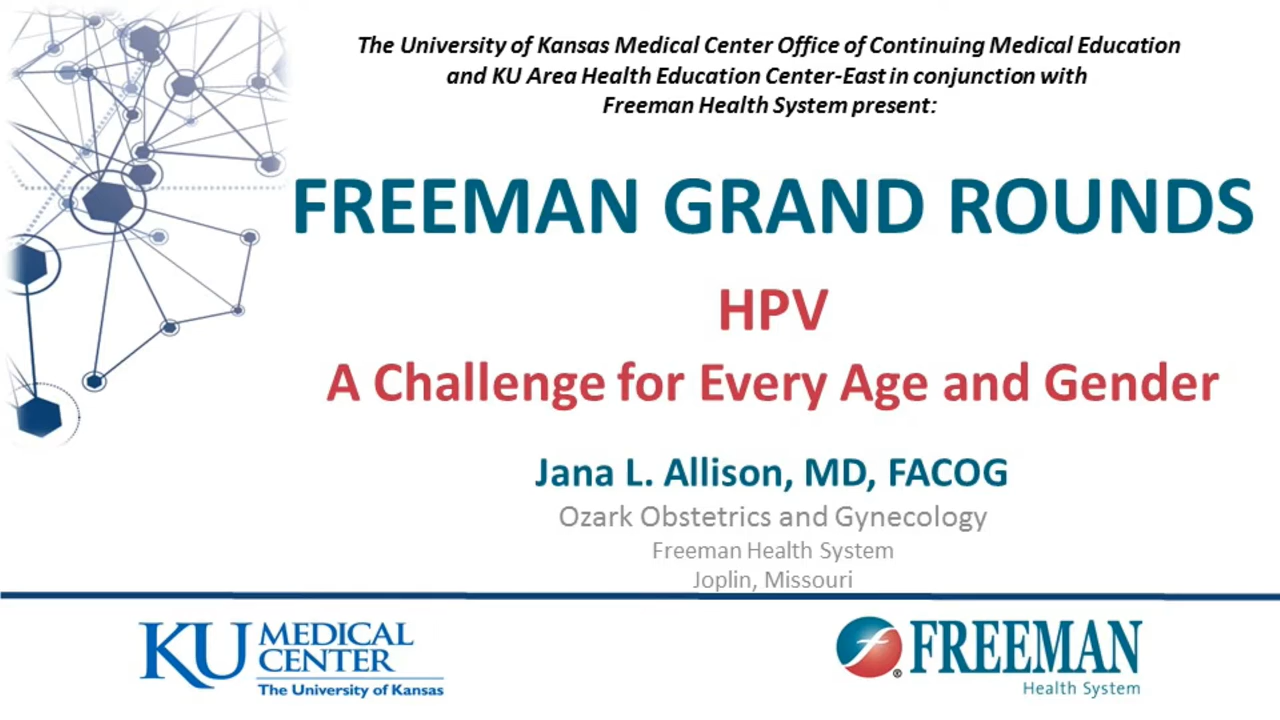 The University of Kansas Medical Center Office of Continuing Medical Education
and KU Area Health Education Center-East in conjunction with
Freeman Health System present:
FREEMAN GRAND ROUNDS
HPV
A Challenge for Every Age and Gender
Jana L. Allison, MD, FACOG
Ozark Obstetrics and Gynecology
Freeman Health System
Joplin, Missouri
KU MEDICAL
CENTER
The University of Kansas
FREEMAN
Health System